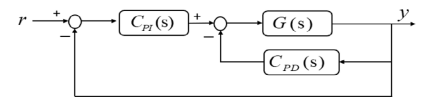 r + − C_PI(s) + − G(s) y
C_PD(s)